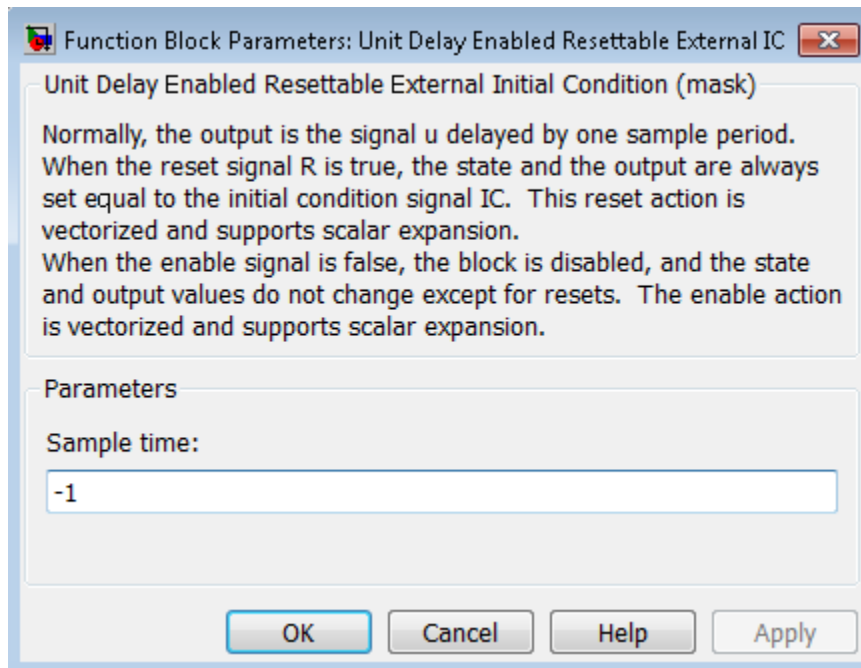 Function Block Parameters: Unit Delay Enabled Resettable External IC
Unit Delay Enabled Resettable External Initial Condition (mask)
Normally, the output is the signal u delayed by one sample period.
When the reset signal R is true, the state and the output are always
set equal to the initial condition signal IC.  This reset action is
vectorized and supports scalar expansion.
When the enable signal is false, the block is disabled, and the state
and output values do not change except for resets.  The enable action
is vectorized and supports scalar expansion.
Parameters
Sample time:
-1
OK Cancel Help Apply